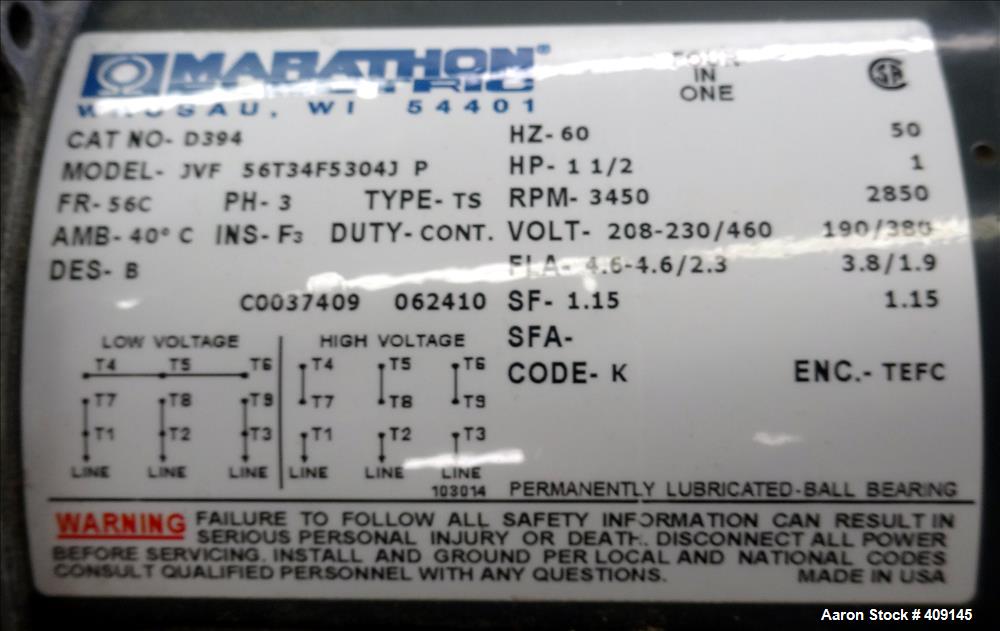 MARATHON®
ELECTRIC
WAUSAU, WI 54401
FOUR
IN
ONE
CAT NO- D394
MODEL- JVF 56T34F5304J P
FR- 56C PH- 3 TYPE- TS
AMB- 40° C INS- F3 DUTY- CONT.
DES- B
C0037409 062410
HZ- 60 50
HP- 1 1/2 1
RPM- 3450 2850
VOLT- 208-230/460 190/380
FLA- 4.6-4.6/2.3 3.8/1.9
SF- 1.15 1.15
SFA-
CODE- K ENC.- TEFC
LOW VOLTAGE
T4 T5 T6
T7 T8 T9
T1 T2 T3
LINE LINE LINE
HIGH VOLTAGE
T4 T5 T6
T7 T8 T9
T1 T2 T3
LINE LINE LINE
103014
PERMANENTLY LUBRICATED-BALL BEARING
WARNING FAILURE TO FOLLOW ALL SAFETY INFORMATION CAN RESULT IN
SERIOUS PERSONAL INJURY OR DEATH. DISCONNECT ALL POWER
BEFORE SERVICING. INSTALL AND GROUND PER LOCAL AND NATIONAL CODES
CONSULT QUALIFIED PERSONNEL WITH ANY QUESTIONS. MADE IN USA
Aaron Stock # 409145